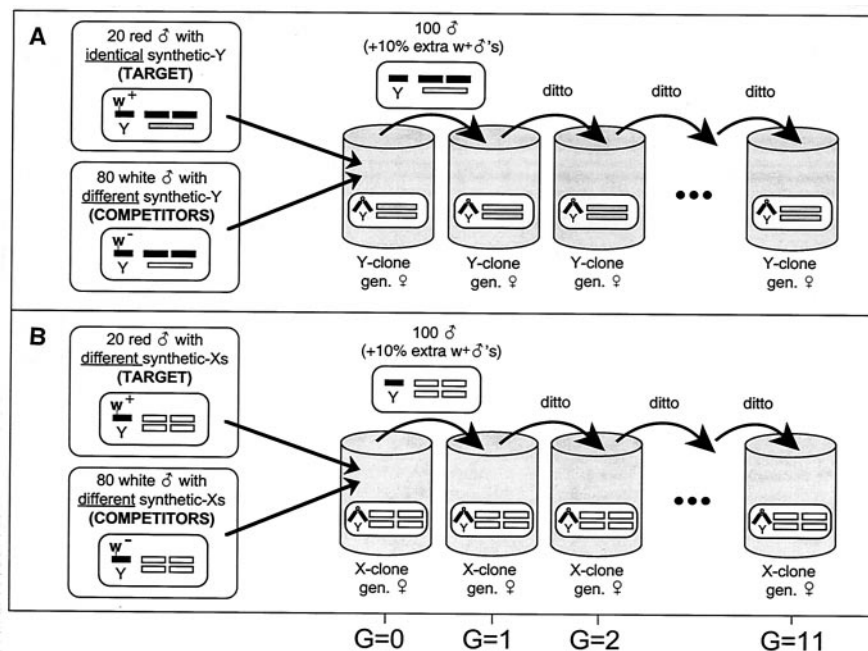 A
20 red ♂ with
identical synthetic-Y
(TARGET)
w+
Y
80 white ♂ with
different synthetic-Y
(COMPETITORS)
w-
Y
100 ♂
(+10% extra w+♂'s)
Y
ditto
ditto
ditto
Y
Y
Y
Y
•••
Y-clone
gen. ♀
Y-clone
gen. ♀
Y-clone
gen. ♀
Y-clone
gen. ♀
B
20 red ♂ with
different synthetic-Xs
(TARGET)
w+
Y
80 white ♂ with
different synthetic-Xs
(COMPETITORS)
w-
Y
100 ♂
(+10% extra w+♂'s)
Y
ditto
ditto
ditto
Y
Y
Y
Y
•••
X-clone
gen. ♀
X-clone
gen. ♀
X-clone
gen. ♀
X-clone
gen. ♀
G=0
G=1
G=2
G=11